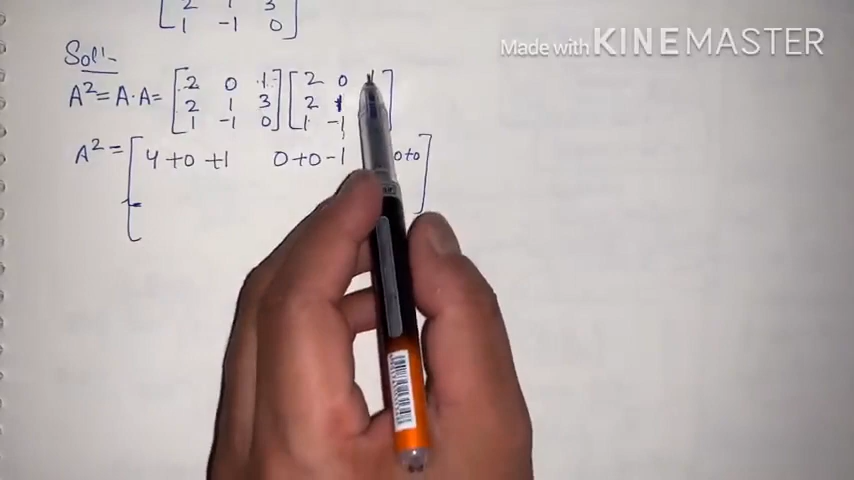 2 1 3
1 -1 0
Made with KINEMASTER
Soln:-
A²= A·A= [2 0 1] [2 0 1]
[2 1 3] [2 1
[1 -1 0] [1 -1
A² = [4+0+1 0+0-1 0+0]